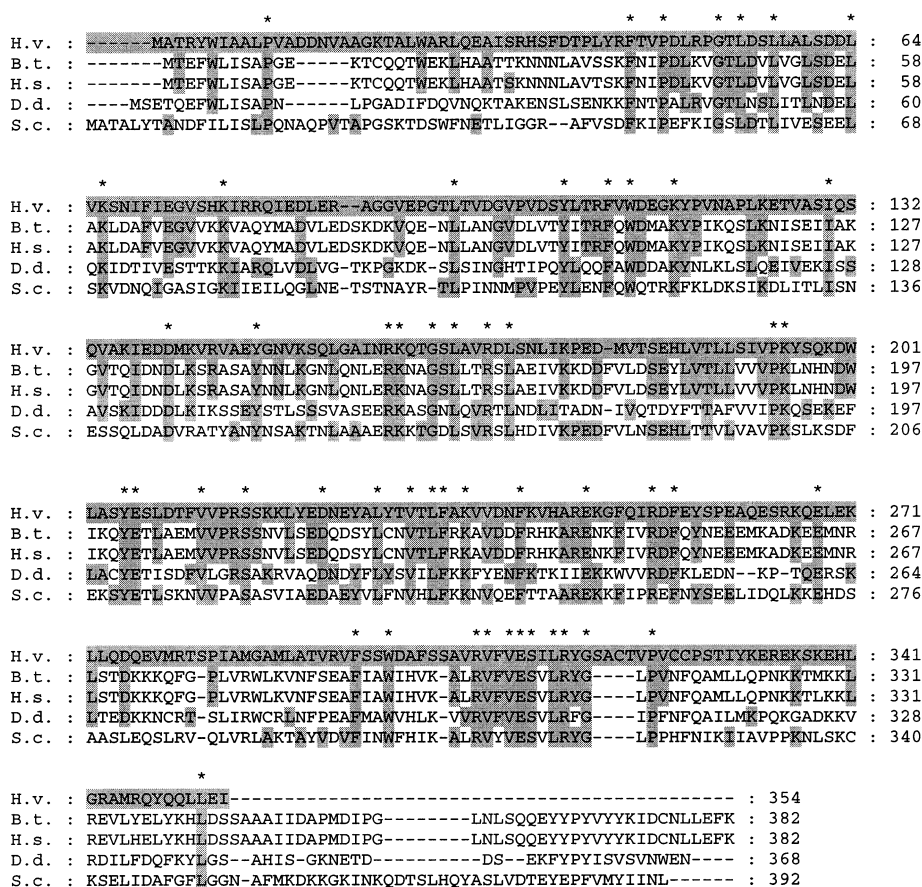 * * * * * * *
H.v. : ------MATRYWIAALPVADDNVAAGKTALWARLQEAISRHSFDTPLYRFTVPDLRPGTLDSLLALSDDL : 64
B.t. : -------MTEFWLISAPGE-----KTCQQTWEKLHAATTKNNNLAVSSKFNIPDLKVGTLDVLVGLSDEL : 58
H.s. : -------MTEFWLISAPGE-----KTCQQTWEKLHAATSKNNNLAVTSKFNIPDLKVGTLDVLVGLSDEL : 58
D.d. : ----MSETQEFWLISAPN----LPGADIFDQVNQKTAKENSLSENKKFNTPALRVGTLNSLITLNDEL : 60
S.c. : MATALYTANDFILISLPQNAQPVTAPGSKTDSWFNETLIGGR--AFVSDFKIPEFKIGSLDTLIVESEEL : 68
* * * * * * * *
H.v. : VKSNIFIEGVSHKIRRQIEDLER--AGGVEPGTLTVDGVPVDSYLTRFVWDEGKYPVNAPLKETVASIQS : 132
B.t. : AKLDAFVEGVVKKVAQYMADVLEDSKDKVQE-NLLANGVDLVTYITRFQWDMAKYPIKQSLKNISEIIAK : 127
H.s. : AKLDAFVEGVVKKVAQYMADVLEDSKDKVQE-NLLANGVDLVTYITRFQWDMAKYPIKQSLKNISEIIAK : 127
D.d. : QKIDTIVESTTKKIARQLVDLVG-TKPGKDK-SLSINGHTIPQYLQQFAWDDAKYNLKLSLQEIVEKISS : 128
S.c. : SKVDNQIGASIGKIIEILQGLNE-TSTNAYR-TLPINNMPVPEYLENFQWQTRKFKLDKSIKDLITLISN : 136
* * ** * * * * **
H.v. : QVAKIEDDMKVRVAEYGNVKSQLGAINRKQTGSLAVRDLSNLIKPED-MVTSEHLVTLLSIVPKYSQKDW : 201
B.t. : GVTQIDNDLKSRASAYNNLKGNLQNLERKNAGSLLTRSLAEIVKKDDFVLDSEYLVTLLVVVPKLNHNDW : 197
H.s. : GVTQIDNDLKSRASAYNNLKGNLQNLERKNAGSLLTRSLAEIVKKDDFVLDSEYLVTLLVVVPKLNHNDW : 197
D.d. : AVSKIDDDLKIKSSEYSTLSSSVASEERKASGNLQVRTLNDLITADN-IVQTDYFTTAFVVIPKQSEKEF : 197
S.c. : ESSQLDADVRATYANYNSAKTNLAAAERKKTGDLSVRSLHDIVKPEDFVLNSEHLTTVLVAVPKSLKSDF : 206
** * * * * ** * * * * * *
H.v. : LASYESLDTFVVPRSSKKLYEDNEYALYTVTLFAKVVDNFKVHAREKGFQIRDFEYSPEAQESRKQELEK : 271
B.t. : IKQYETLAEMVVPRSSNVLSEDQDSYLCNVTLFRKAVDDFRHKARENKFIVRDFQYNEEEMKADKEEMNR : 267
H.s. : IKQYETLAEMVVPRSSNVLSEDQDSYLCNVTLFRKAVDDFRHKARENKFIVRDFQYNEEEMKADKEEMNR : 267
D.d. : LACYETISDFVLGRSAKRVAQDNDYFLYSVILFKKFYENFKTKIIEKKWVVRDFKLEDN--KP-TQERSK : 264
S.c. : EKSYETLSKNVVPASASVIAEDAEYVLFNVHLFKKNVQEFTTAAREKKFIPREFNYSEELIDQLKKEHDS : 276
* * ** *** ** * *
H.v. : LLQDQEVMRTSPIAMGAMLATVRVFSSWDAFSSAVRVFVESILRYGSACTVPVCCPSTIYKEREKSKEHL : 341
B.t. : LSTDKKKQFG-PLVRWLKVNFSEAFIAWIHVK-ALRVFVESVLRYG----LPVNFQAMLLQPNKKTMKKL : 331
H.s. : LSTDKKKQFG-PLVRWLKVNFSEAFIAWIHVK-ALRVFVESVLRYG----LPVNFQAMLLQPNKKTLKKL : 331
D.d. : LTEDKKNCRT-SLIRWCRLNFPEAFMAWVHLK-VVRVFVESVLRFG----IPFNFQAILMKPQKGADKKV : 328
S.c. : AASLEQSLRV-QLVRLAKTAYVDVFINWFHIK-ALRVYVESVLRYG----LPPHFNIKIIAVPPKNLSKC : 340
*
H.v. : GRAMRQYQQLLEI----------------------------------------- : 354
B.t. : REVLYELYKHLDSSAAAIIDAPMDIPG--------LNLSQQEYYPYVYYKIDCNLLEFK : 382
H.s. : REVLHELYKHLDSSAAAIIDAPMDIPG--------LNLSQQEYYPYVYYKIDCNLLEFK : 382
D.d. : RDILFDQFKYLGS-AHIS-GKNETD----------DS--EKFYPYISVSVNWEN---- : 368
S.c. : KSELIDAFGFLGGN-AFMKDKKGKINKQDTSLHQYASLVDTEYEPFVMYIINL----- : 392